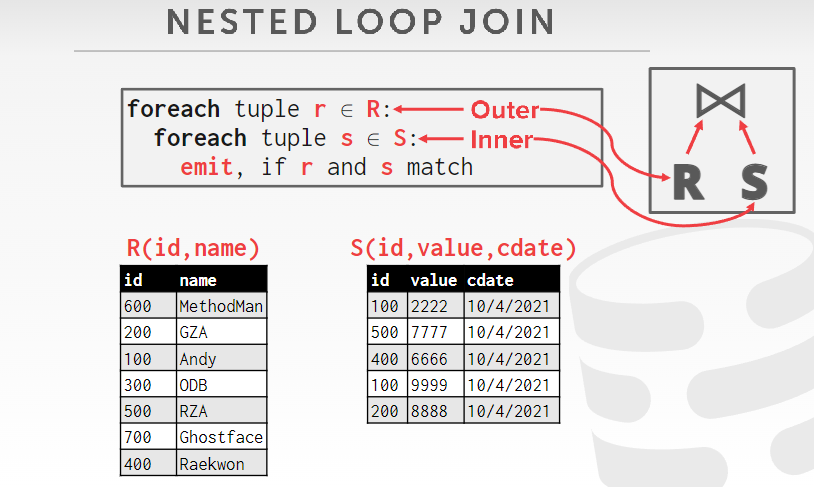 NESTED LOOP JOIN
foreach tuple r ∈ R:
foreach tuple s ∈ S:
emit, if r and s match
Outer
Inner
⋈
R S
R(id,name)
id name
600 MethodMan
200 GZA
100 Andy
300 ODB
500 RZA
700 Ghostface
400 Raekwon
S(id,value,cdate)
id value cdate
100 2222 10/4/2021
500 7777 10/4/2021
400 6666 10/4/2021
100 9999 10/4/2021
200 8888 10/4/2021